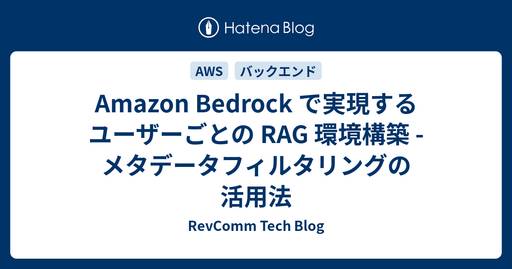 Hatena Blog
AWS バックエンド
Amazon Bedrock で実現する
ユーザーごとの RAG 環境構築 -
メタデータフィルタリングの
活用法
RevComm Tech Blog